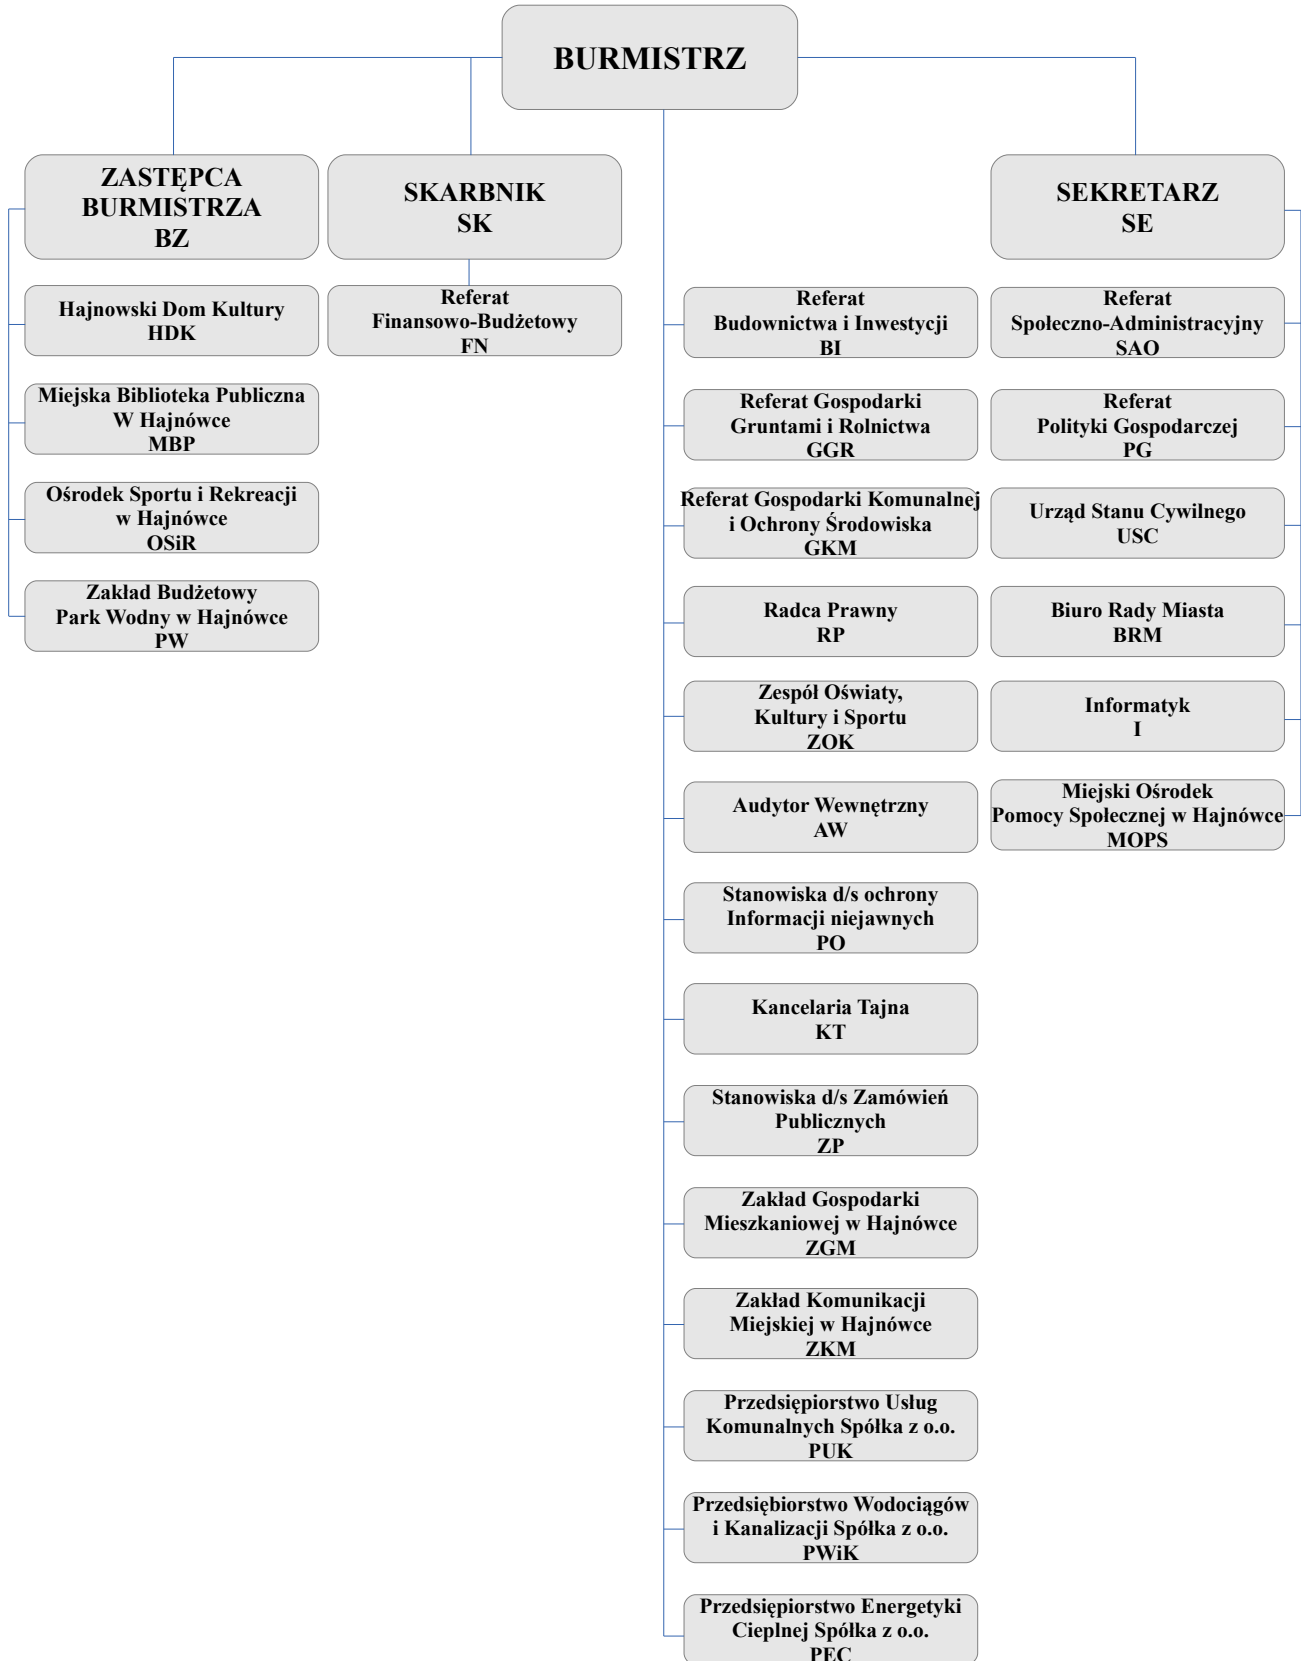 BURMISTRZ
ZASTĘPCA
BURMISTRZA
BZ
SKARBNIK
SK
SEKRETARZ
SE
Hajnowski Dom Kultury
HDK
Miejska Biblioteka Publiczna
W Hajnówce
MBP
Ośrodek Sportu i Rekreacji
w Hajnówce
OSiR
Zakład Budżetowy
Park Wodny w Hajnówce
PW
Referat
Finansowo-Budżetowy
FN
Referat
Budownictwa i Inwestycji
BI
Referat Gospodarki
Gruntami i Rolnictwa
GGR
Referat Gospodarki Komunalnej
i Ochrony Środowiska
GKM
Radca Prawny
RP
Zespół Oświaty,
Kultury i Sportu
ZOK
Audytor Wewnętrzny
AW
Stanowiska d/s ochrony
Informacji niejawnych
PO
Kancelaria Tajna
KT
Stanowiska d/s Zamówień
Publicznych
ZP
Zakład Gospodarki
Mieszkaniowej w Hajnówce
ZGM
Zakład Komunikacji
Miejskiej w Hajnówce
ZKM
Przedsiępiorstwo Usług
Komunalnych Spółka z o.o.
PUK
Przedsiębiorstwo Wodociągów
i Kanalizacji Spółka z o.o.
PWiK
Przedsiępiorstwo Energetyki
Cieplnej Spółka z o.o.
PEC
Referat
Społeczno-Administracyjny
SAO
Referat
Polityki Gospodarczej
PG
Urząd Stanu Cywilnego
USC
Biuro Rady Miasta
BRM
Informatyk
I
Miejski Ośrodek
Pomocy Społecznej w Hajnówce
MOPS